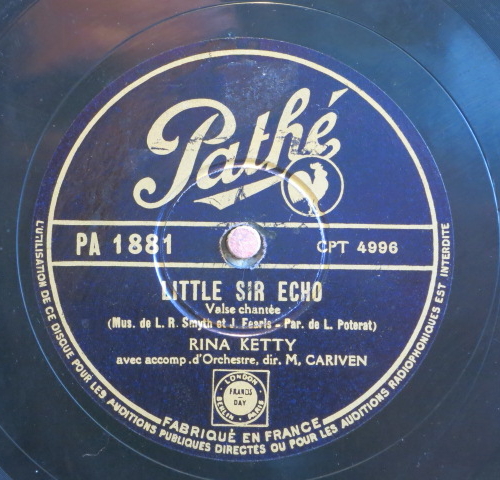 Pathé
PA 1881
CPT 4996
LITTLE SIR ECHO
Valse chantée
(Mus. de L. R. Smyth et J. Fearis - Par. de L. Poterat)
RINA KETTY
avec accomp. d'Orchestre, dir. M. CARIVEN
LONDON
FRANCIS
DAY
BERLIN
PARIS
FABRIQUÉ EN FRANCE
L'UTILISATION DE CE DISQUE POUR LES AUDITIONS PUBLIQUES DIRECTES OU POUR LES AUDITIONS RADIOPHONIQUES EST INTERDITE